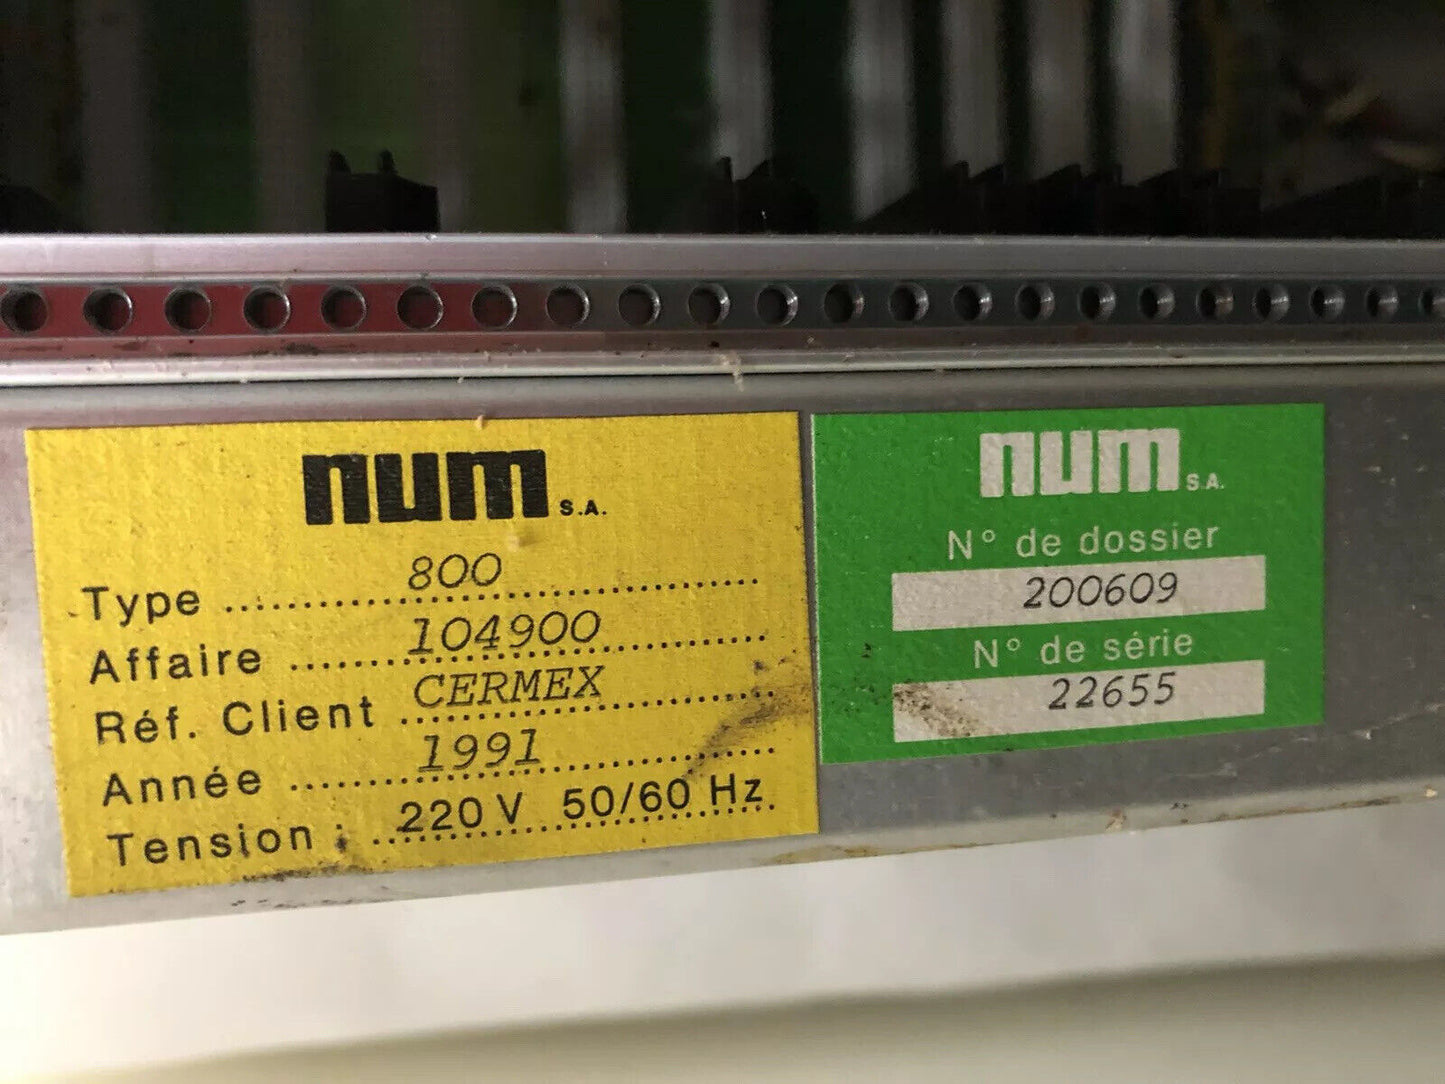 num S.A.
Type 800
Affaire 104900
Réf. Client CERMEX
Année 1991
Tension : 220 V 50/60 Hz
num S.A.
N° de dossier
200609
N° de série
22655